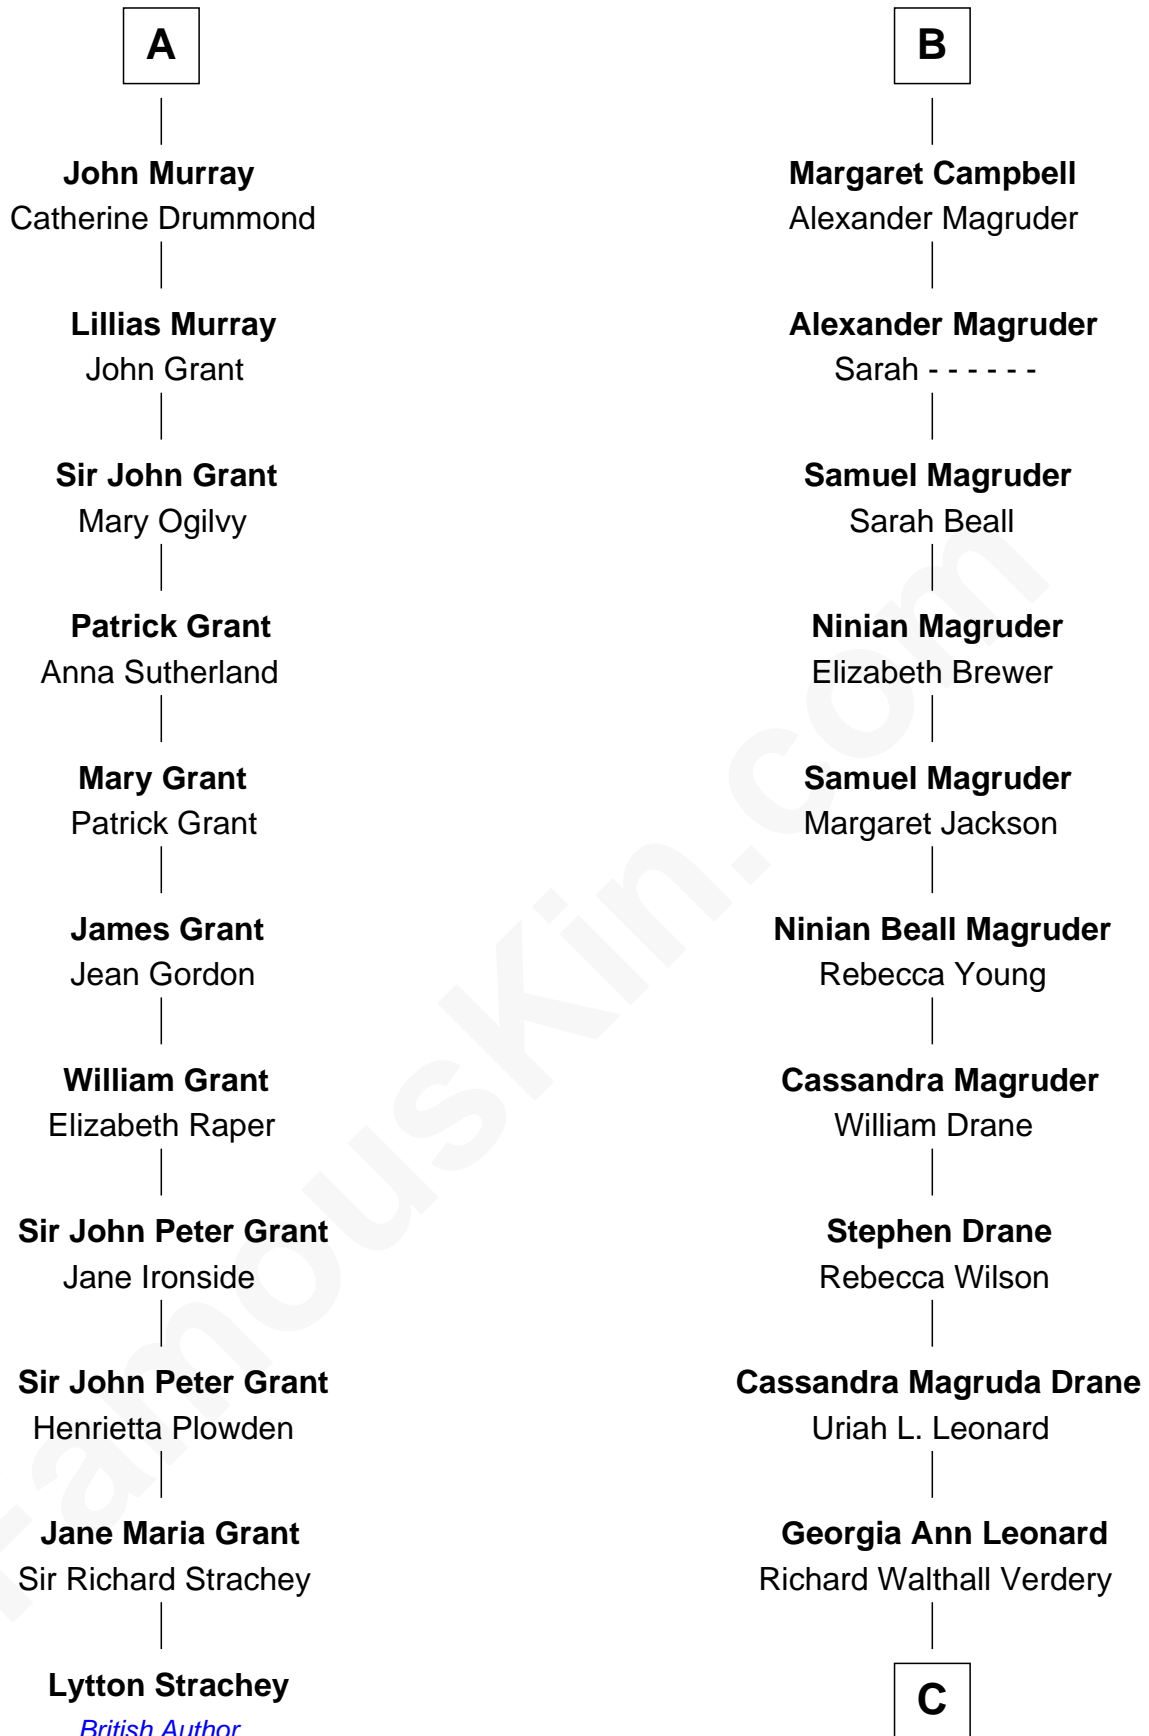 A
John Murray
Catherine Drummond
Lillias Murray
John Grant
Sir John Grant
Mary Ogilvy
Patrick Grant
Anna Sutherland
Mary Grant
Patrick Grant
James Grant
Jean Gordon
William Grant
Elizabeth Raper
Sir John Peter Grant
Jane Ironside
Sir John Peter Grant
Henrietta Plowden
Jane Maria Grant
Sir Richard Strachey
Lytton Strachey
British Author
B
Margaret Campbell
Alexander Magruder
Alexander Magruder
Sarah - - - - - -
Samuel Magruder
Sarah Beall
Ninian Magruder
Elizabeth Brewer
Samuel Magruder
Margaret Jackson
Ninian Beall Magruder
Rebecca Young
Cassandra Magruder
William Drane
Stephen Drane
Rebecca Wilson
Cassandra Magruda Drane
Uriah L. Leonard
Georgia Ann Leonard
Richard Walthall Verdery
C
FamousKin.com